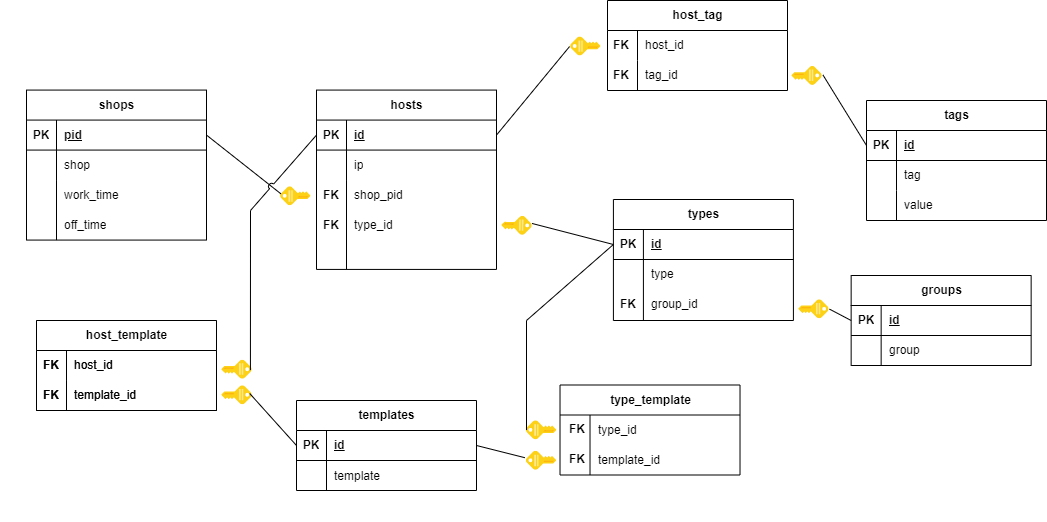 host_tag
FK host_id
FK tag_id
shops
PK pid
shop
work_time
off_time
hosts
PK id
ip
FK shop_pid
FK type_id
tags
PK id
tag
value
types
PK id
type
FK group_id
groups
PK id
group
host_template
FK host_id
FK template_id
templates
PK id
template
type_template
FK type_id
FK template_id